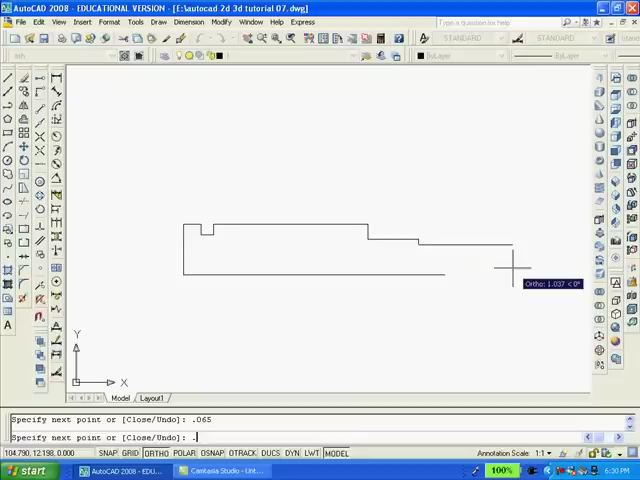 AutoCAD 2008 - EDUCATIONAL VERSION - [E:\autocad 2d 3d tutorial 07.dwg]
File Edit View Insert Format Tools Draw Dimension Modify Window Help Express
Type a question for help
STANDARD STANDARD
ByLayer ByLayer
Ortho: 1.037 < 0°
Y
X
Model Layout1
Specify next point or [Close/Undo]: .065
Specify next point or [Close/Undo]: .
104.790, 12.198, 0.000 SNAP GRID ORTHO POLAR OSNAP OTRACK DUCS DYN LWT MODEL Annotation Scale: 1:1
start AutoCAD 2008 - EDU... Camtasia Studio - Unt... 100% 6:30 PM